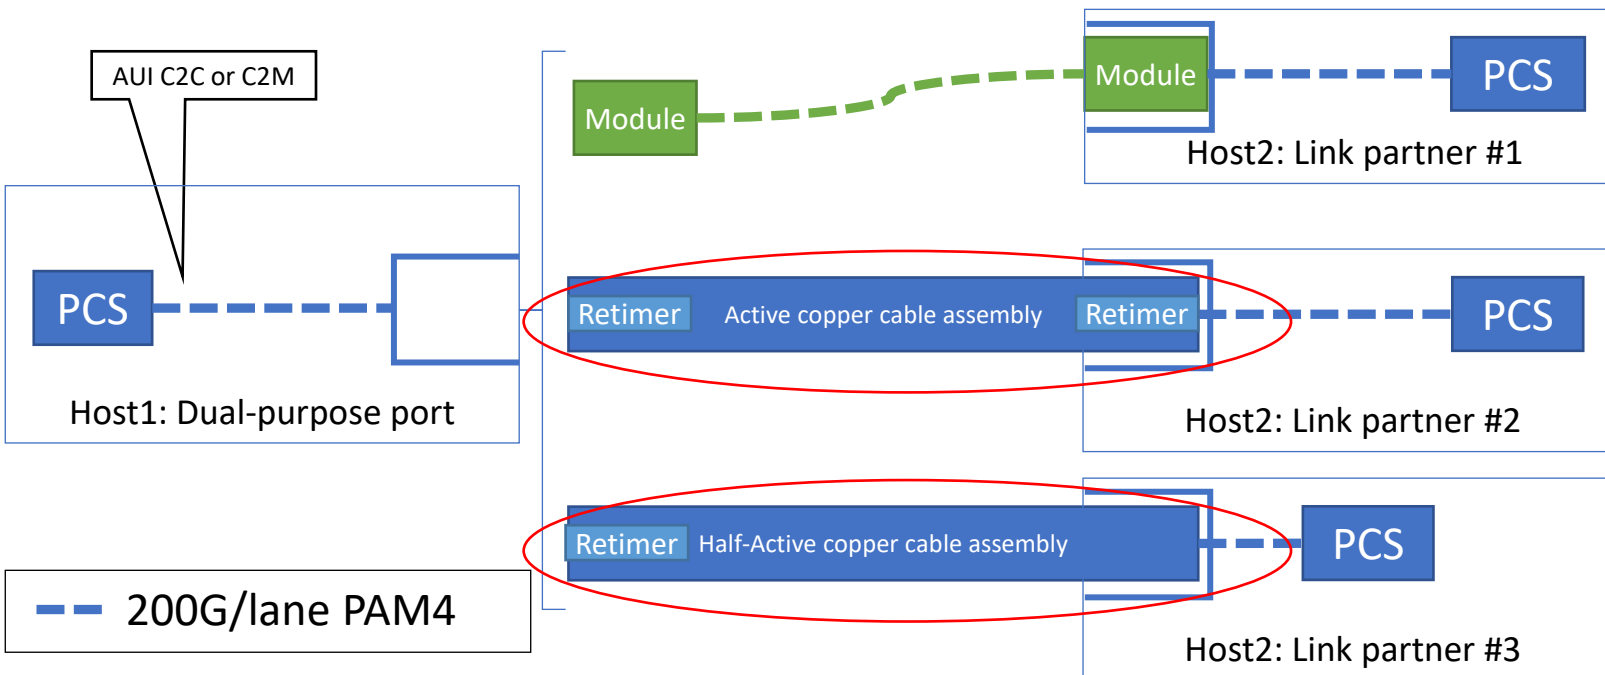 AUI C2C or C2M
Module
Module
PCS
Host2: Link partner #1
PCS
Host1: Dual-purpose port
Retimer
Active copper cable assembly
Retimer
PCS
Host2: Link partner #2
Retimer
Half-Active copper cable assembly
PCS
Host2: Link partner #3
200G/lane PAM4